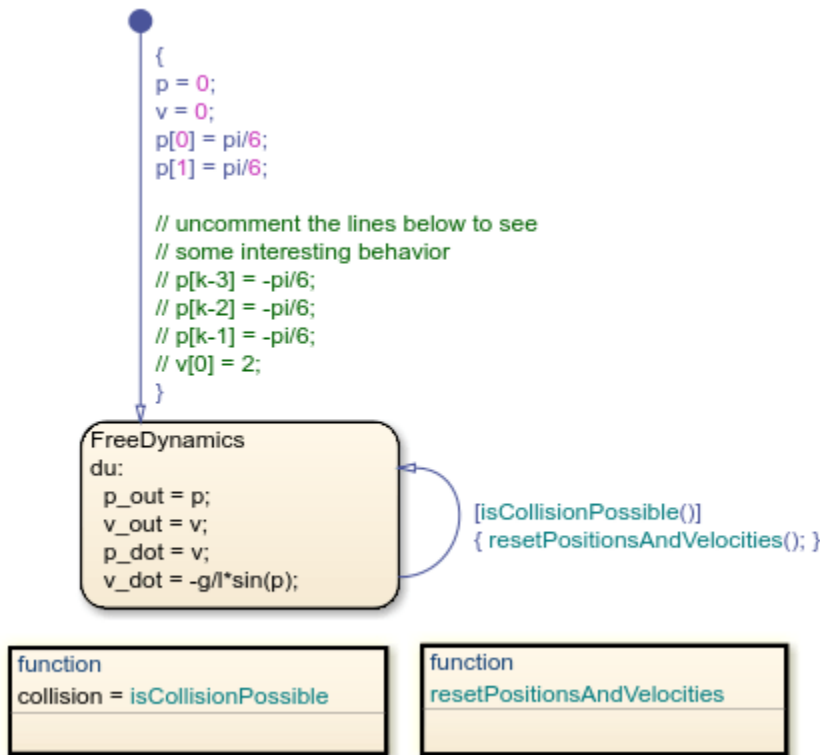 {
p = 0;
v = 0;
p[0] = pi/6;
p[1] = pi/6;
// uncomment the lines below to see
// some interesting behavior
// p[k-3] = -pi/6;
// p[k-2] = -pi/6;
// p[k-1] = -pi/6;
// v[0] = 2;
}
FreeDynamics
du:
p_out = p;
v_out = v;
p_dot = v;
v_dot = -g/l*sin(p);
[isCollisionPossible()]
{ resetPositionsAndVelocities(); }
function
collision = isCollisionPossible
function
resetPositionsAndVelocities